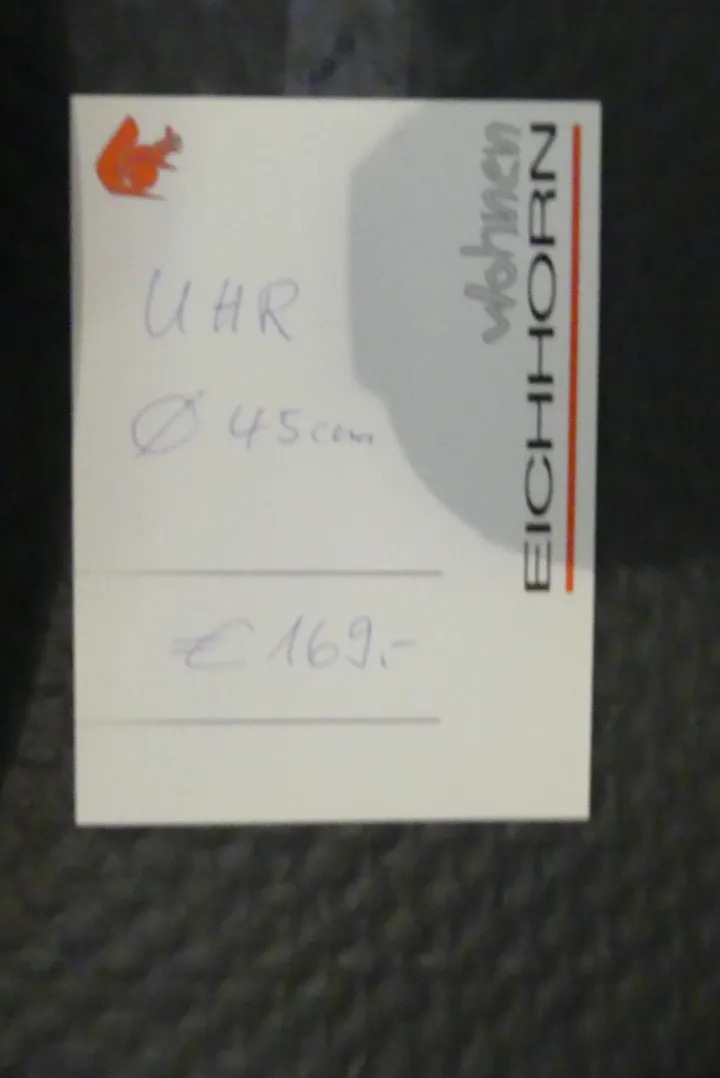 UHR
Ø 45cm
€ 169.-
wohnen
EICHHORN